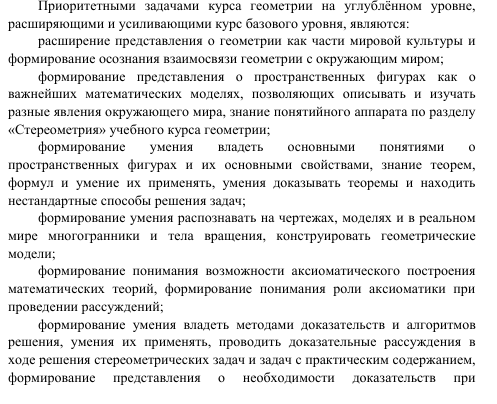 Приоритетными задачами курса геометрии на углублённом уровне,
расширяющими и усиливающими курс базового уровня, являются:
расширение представления о геометрии как части мировой культуры и
формирование осознания взаимосвязи геометрии с окружающим миром;
формирование представления о пространственных фигурах как о
важнейших математических моделях, позволяющих описывать и изучать
разные явления окружающего мира, знание понятийного аппарата по разделу
«Стереометрия» учебного курса геометрии;
формирование умения владеть основными понятиями о
пространственных фигурах и их основными свойствами, знание теорем,
формул и умение их применять, умения доказывать теоремы и находить
нестандартные способы решения задач;
формирование умения распознавать на чертежах, моделях и в реальном
мире многогранники и тела вращения, конструировать геометрические
модели;
формирование понимания возможности аксиоматического построения
математических теорий, формирование понимания роли аксиоматики при
проведении рассуждений;
формирование умения владеть методами доказательств и алгоритмов
решения, умения их применять, проводить доказательные рассуждения в
ходе решения стереометрических задач и задач с практическим содержанием,
формирование представления о необходимости доказательств при